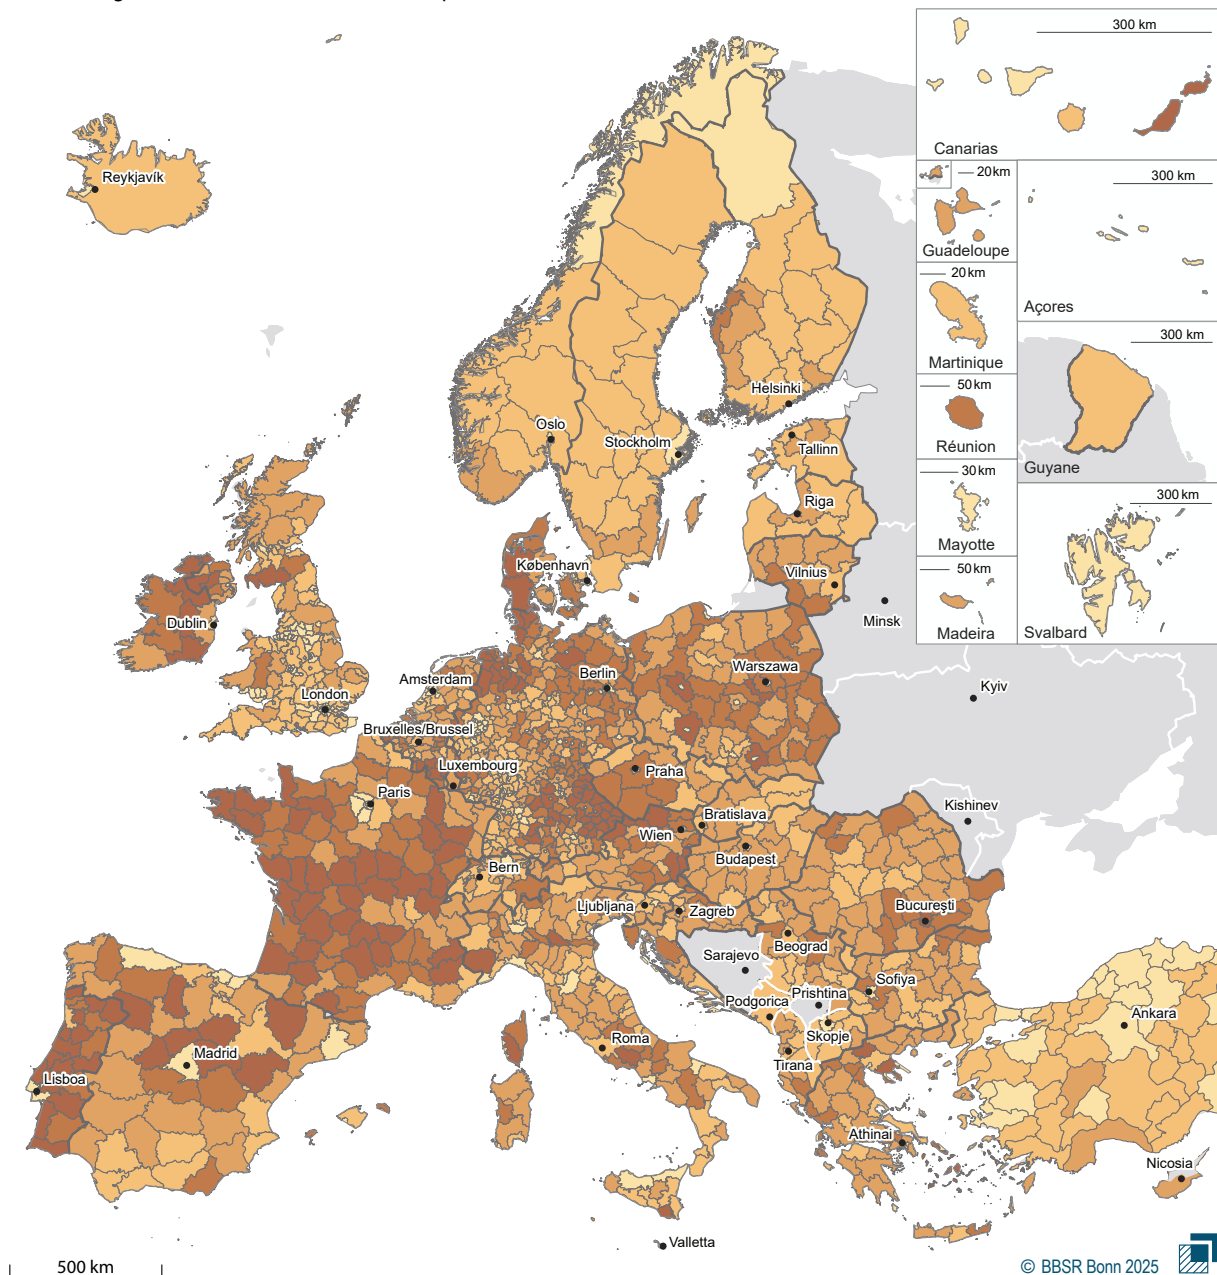 300 km
Canarias
Reykjavík
20 km
300 km
Guadeloupe
20 km
Açores
300 km
Martinique
50 km
Helsinki
Oslo
Stockholm
Réunion
Tallinn
Guyane
30 km
300 km
Riga
Mayotte
København
50 km
Vilnius
Minsk
Dublin
Madeira
Svalbard
Warszawa
Berlin
Amsterdam
Kyiv
London
Bruxelles/Brussel
Luxembourg
Praha
Paris
Kishinev
Bratislava
Wien
Budapest
Bern
Ljubljana
Zagreb
București
Beograd
Sarajevo
Sofiya
Prishtina
Podgorica
Ankara
Skopje
Roma
Madrid
Tirana
Lisboa
Athinai
Nicosia
Valletta
500 km
© BBSR Bonn 2025